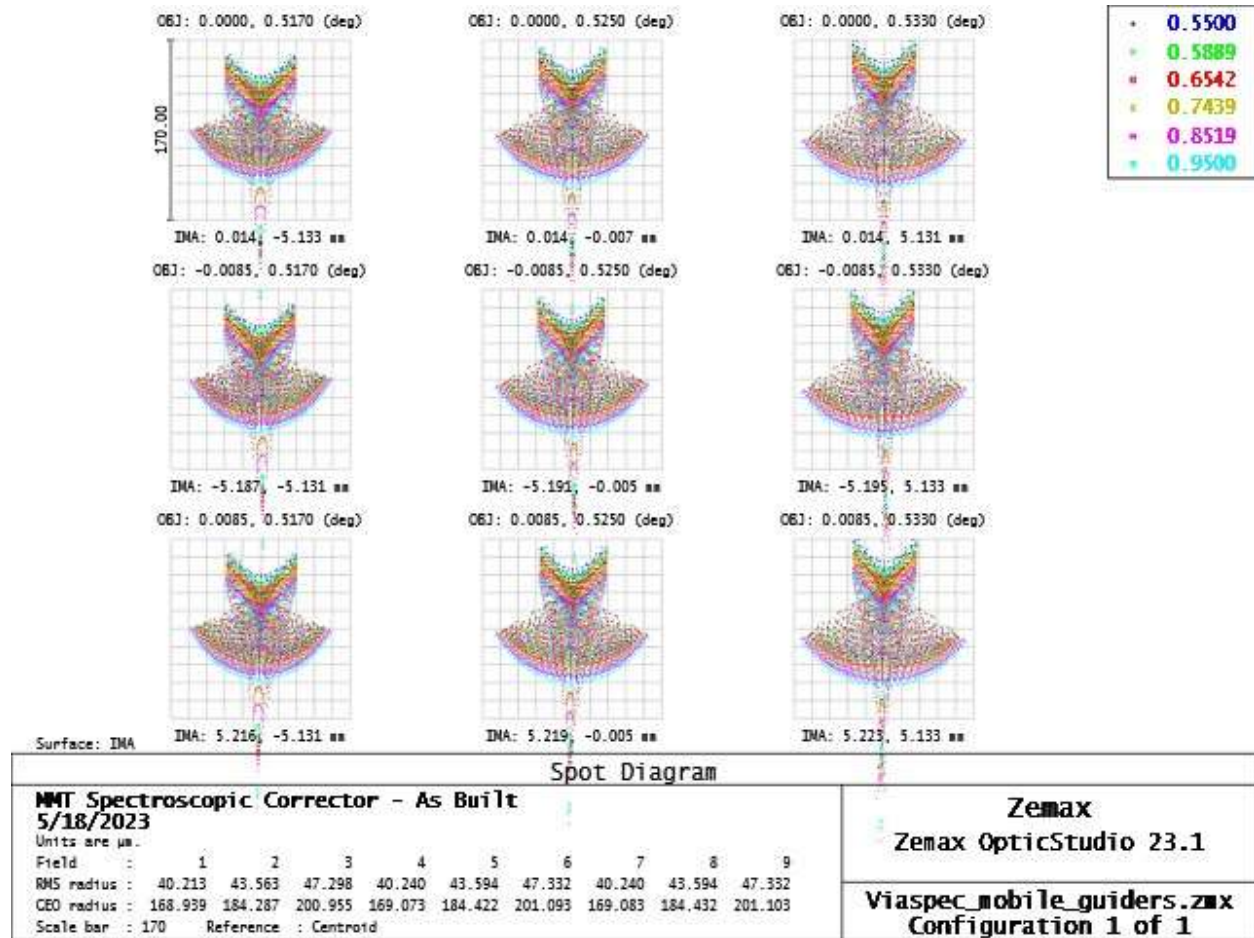 OBJ: 0.0000, 0.5170 (deg) OBJ: 0.0000, 0.5250 (deg) OBJ: 0.0000, 0.5330 (deg)
0.5500
0.5889
0.6542
0.7439
0.8519
0.9500
170.00
IMA: 0.014, -5.133 mm IMA: 0.014, -0.007 mm IMA: 0.014, 5.131 mm
OBJ: -0.0085, 0.5170 (deg) OBJ: -0.0085, 0.5250 (deg) OBJ: -0.0085, 0.5330 (deg)
IMA: -5.187, -5.131 mm IMA: -5.191, -0.005 mm IMA: -5.195, 5.133 mm
OBJ: 0.0085, 0.5170 (deg) OBJ: 0.0085, 0.5250 (deg) OBJ: 0.0085, 0.5330 (deg)
IMA: 5.216, -5.131 mm IMA: 5.219, -0.005 mm IMA: 5.223, 5.133 mm
Surface: IMA
Spot Diagram
MMT Spectroscopic Corrector - As Built
5/18/2023
Units are µm.
Field : 1 2 3 4 5 6 7 8 9
RMS radius : 40.213 43.563 47.298 40.240 43.594 47.332 40.240 43.594 47.332
GEO radius : 168.939 184.287 200.955 169.073 184.422 201.093 169.083 184.432 201.103
Scale bar : 170 Reference : Centroid
Zemax
Zemax OpticStudio 23.1
Viaspec_mobile_guiders.zmx
Configuration 1 of 1